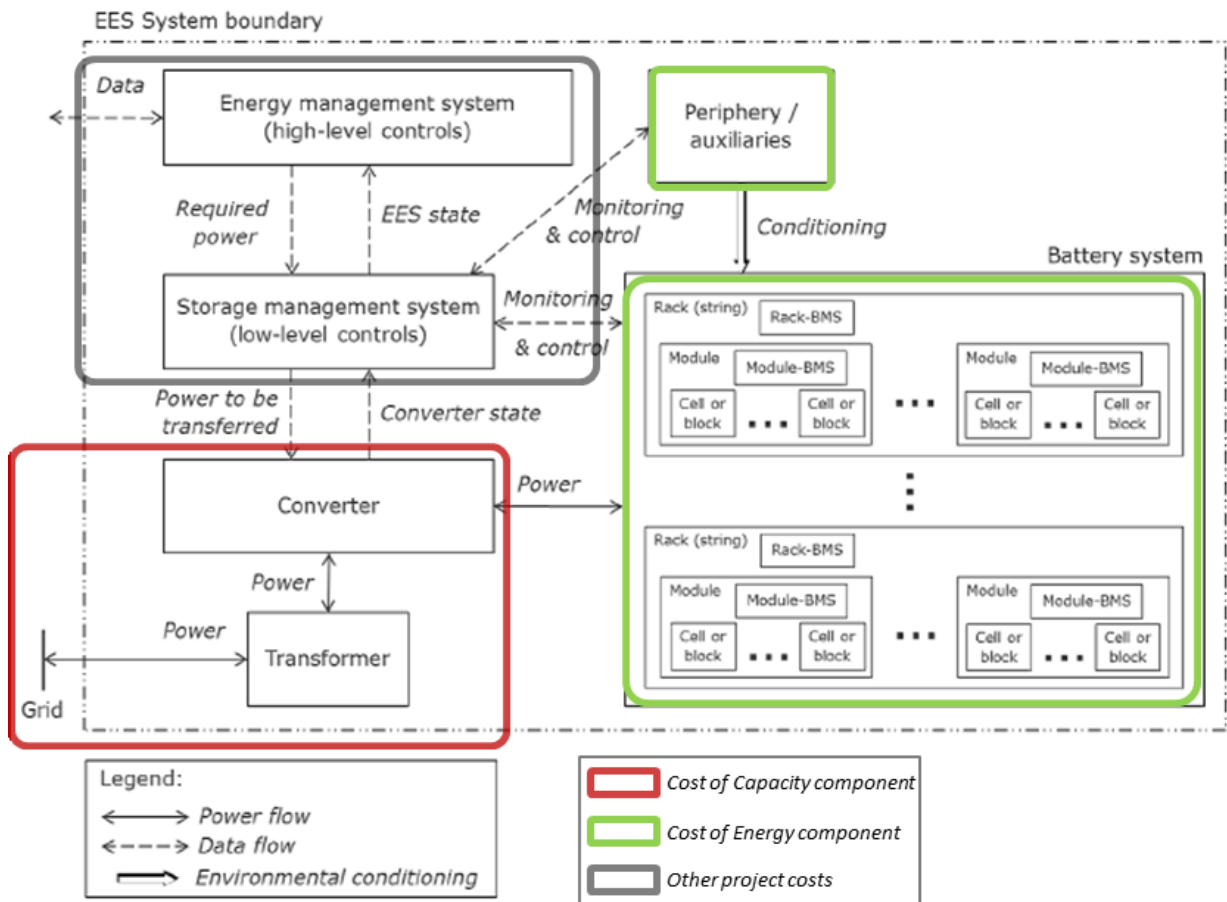 EES System boundary
Data
Energy management system
(high-level controls)
Periphery /
auxiliaries
Required
power
EES state
Monitoring
& control
Conditioning
Battery system
Storage management system
(low-level controls)
Monitoring
& control
Rack (string)
Rack-BMS
Module
Module-BMS
Cell or
block
...
Cell or
block
...
Module
Module-BMS
Cell or
block
...
Cell or
block
Power to be
transferred
Converter state
Converter
Power
Power
Power
Transformer
Grid
Rack (string)
Rack-BMS
Module
Module-BMS
Cell or
block
...
Cell or
block
...
Module
Module-BMS
Cell or
block
...
Cell or
block
Legend:
Power flow
Data flow
Environmental conditioning
Cost of Capacity component
Cost of Energy component
Other project costs